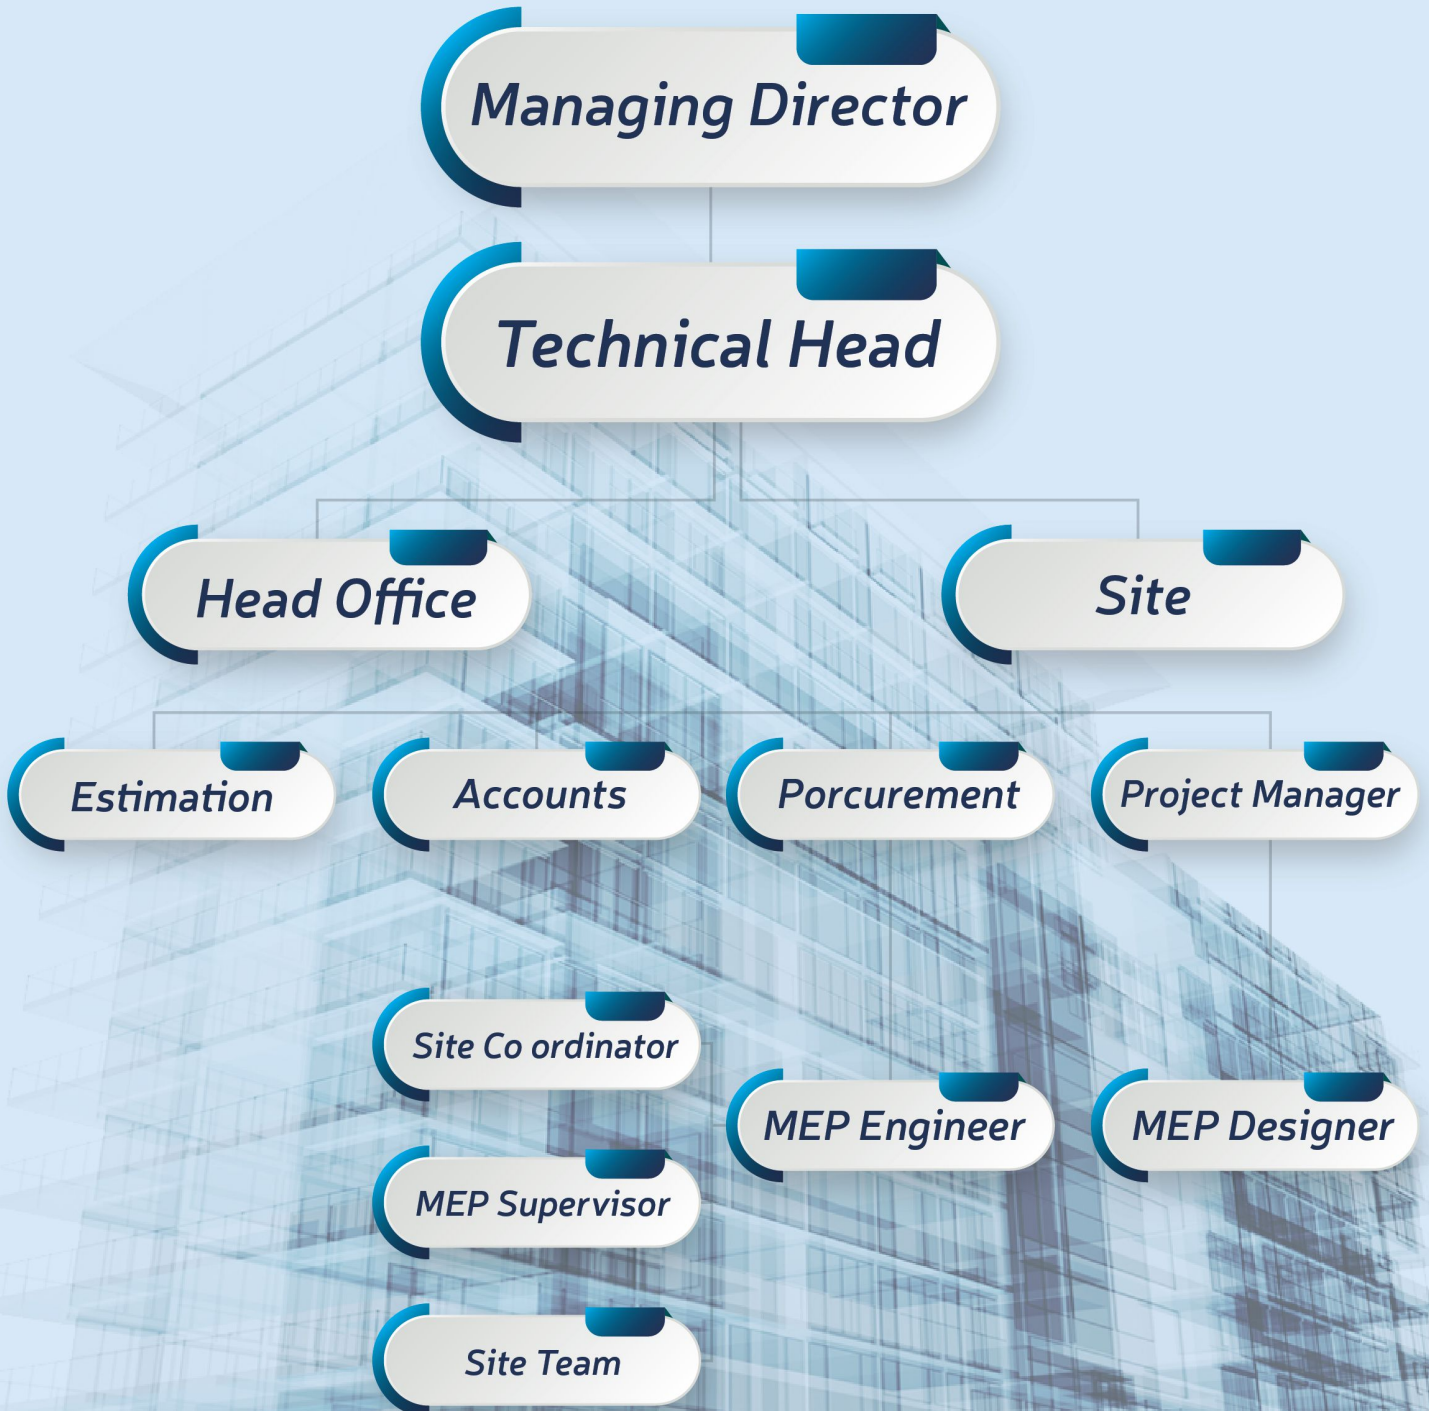 Managing Director
Technical Head
Head Office
Site
Estimation
Accounts
Porcurement
Project Manager
Site Co ordinator
MEP Engineer
MEP Designer
MEP Supervisor
Site Team